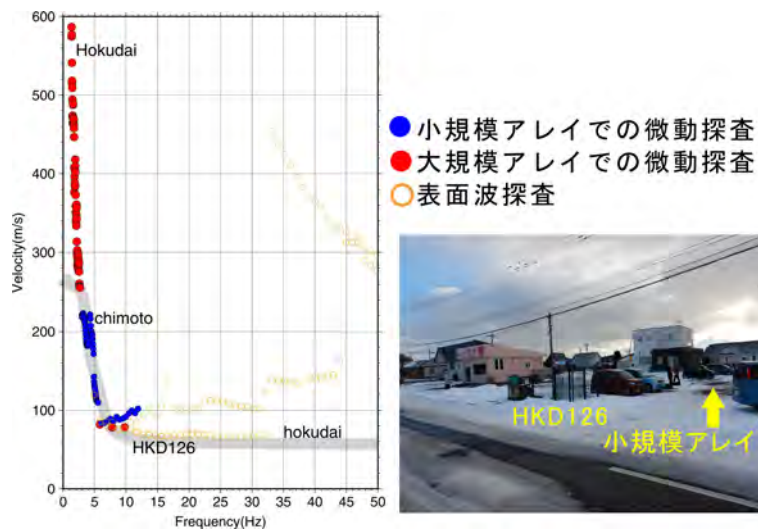 600
500
400
300
200
100
0
Velocity(m/s)
0 5 10 15 20 25 30 35 40 45 50
Frequency(Hz)
Hokudai
chimoto
HKD126
hokudai
小規模アレイでの微動探査
大規模アレイでの微動探査
表面波探査
HKD126
小規模アレイ